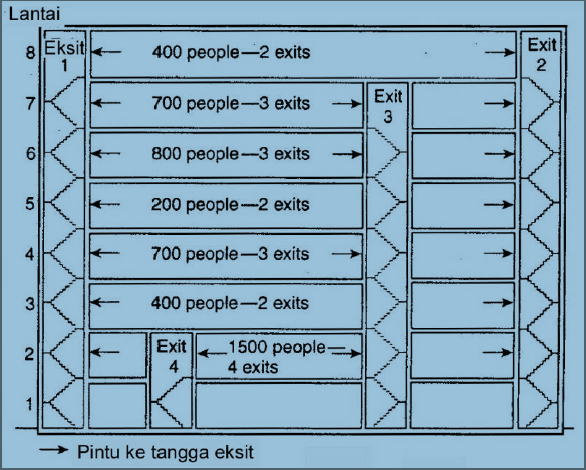 Lantai
8
Eksit
1
400 people—2 exits
Exit
2
7
700 people—3 exits
Exit
3
6
800 people—3 exits
5
200 people—2 exits
4
700 people—3 exits
3
400 people—2 exits
2
Exit
4
1500 people—
4 exits
1
Pintu ke tangga eksit